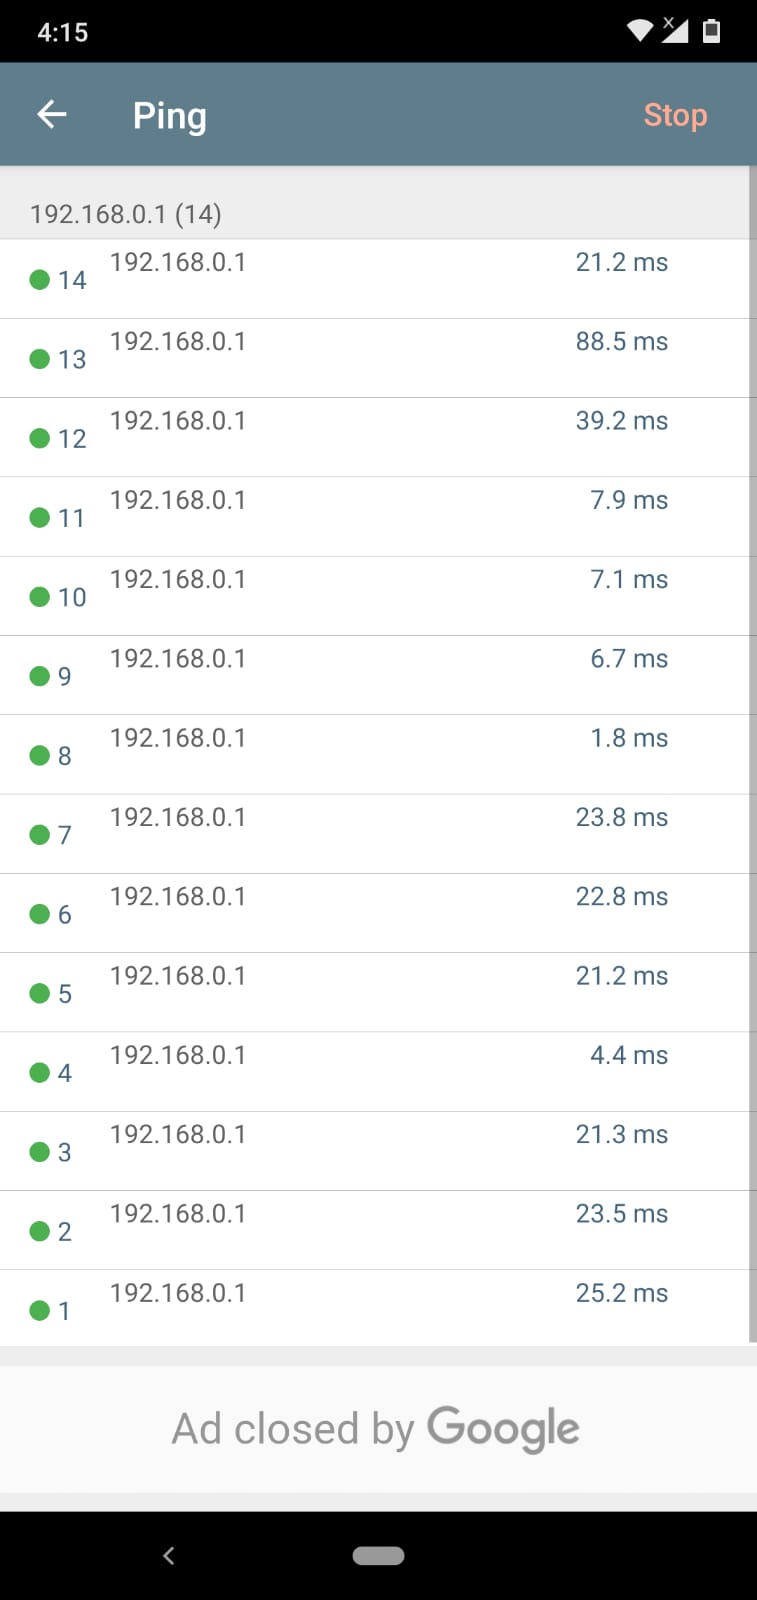 4:15
Ping Stop
192.168.0.1 (14)
14 192.168.0.1 21.2 ms
13 192.168.0.1 88.5 ms
12 192.168.0.1 39.2 ms
11 192.168.0.1 7.9 ms
10 192.168.0.1 7.1 ms
9 192.168.0.1 6.7 ms
8 192.168.0.1 1.8 ms
7 192.168.0.1 23.8 ms
6 192.168.0.1 22.8 ms
5 192.168.0.1 21.2 ms
4 192.168.0.1 4.4 ms
3 192.168.0.1 21.3 ms
2 192.168.0.1 23.5 ms
1 192.168.0.1 25.2 ms
Ad closed by Google